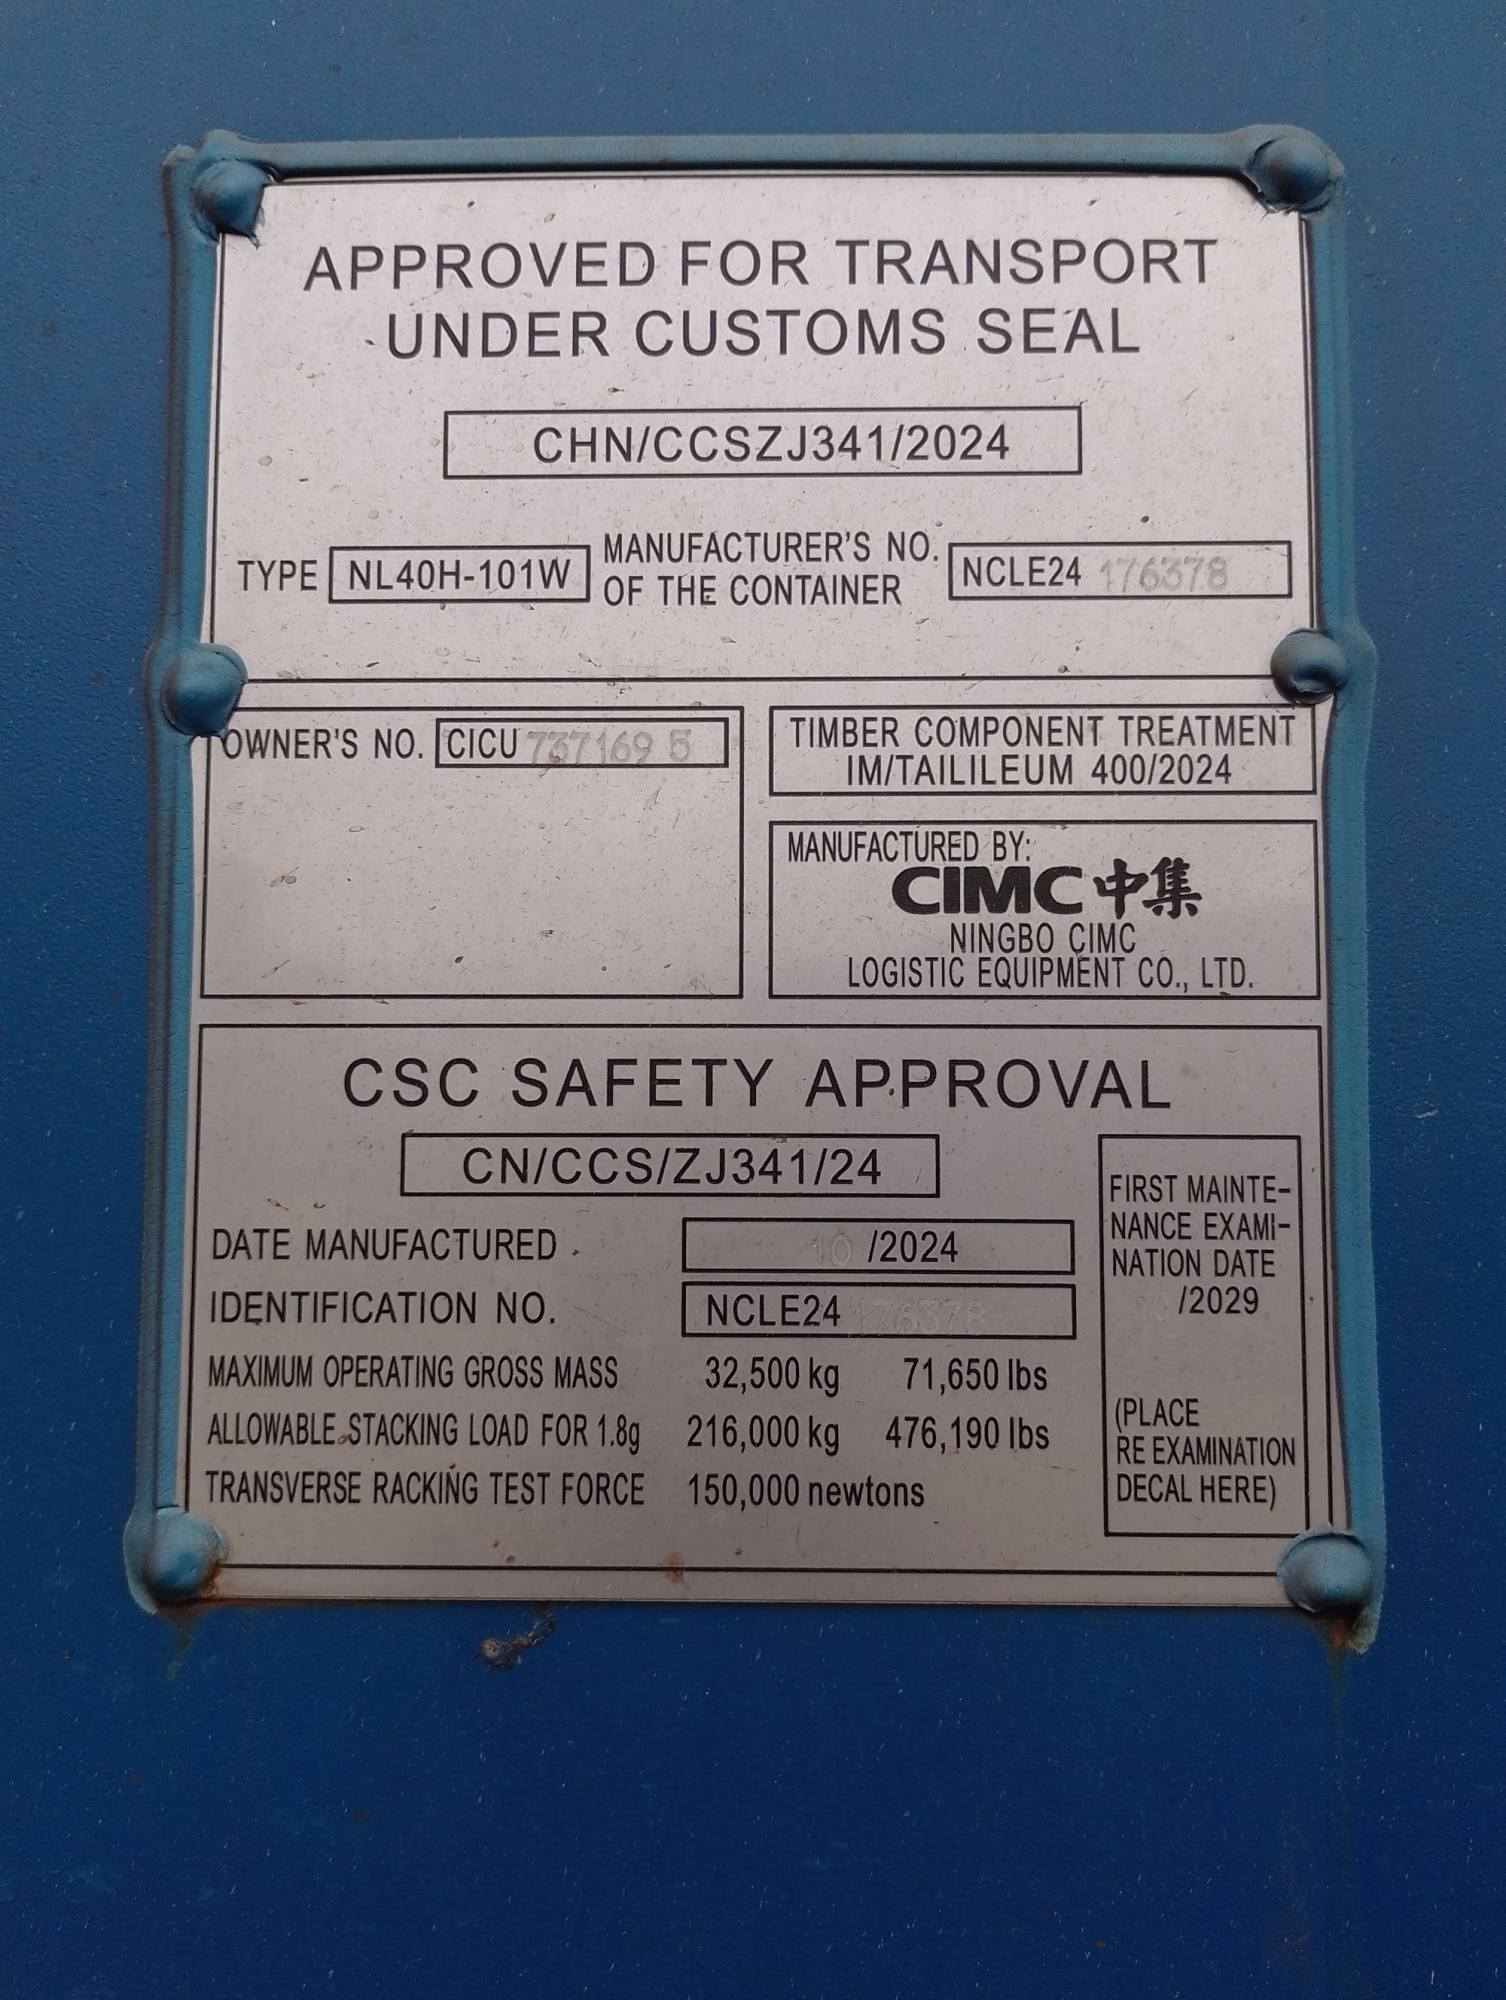 APPROVED FOR TRANSPORT
UNDER CUSTOMS SEAL
CHN/CCSZJ341/2024
TYPE NL40H-101W
MANUFACTURER'S NO.
OF THE CONTAINER
NCLE24 176378
OWNER'S NO. CICU 737169 5
TIMBER COMPONENT TREATMENT
IM/TAILILEUM 400/2024
MANUFACTURED BY:
CIMC 中集
NINGBO CIMC
LOGISTIC EQUIPMENT CO., LTD.
CSC SAFETY APPROVAL
CN/CCS/ZJ341/24
DATE MANUFACTURED 10 /2024
IDENTIFICATION NO. NCLE24 176378
MAXIMUM OPERATING GROSS MASS 32,500 kg 71,650 lbs
ALLOWABLE STACKING LOAD FOR 1.8g 216,000 kg 476,190 lbs
TRANSVERSE RACKING TEST FORCE 150,000 newtons
FIRST MAINTE-
NANCE EXAMI-
NATION DATE
/2029
(PLACE
RE EXAMINATION
DECAL HERE)